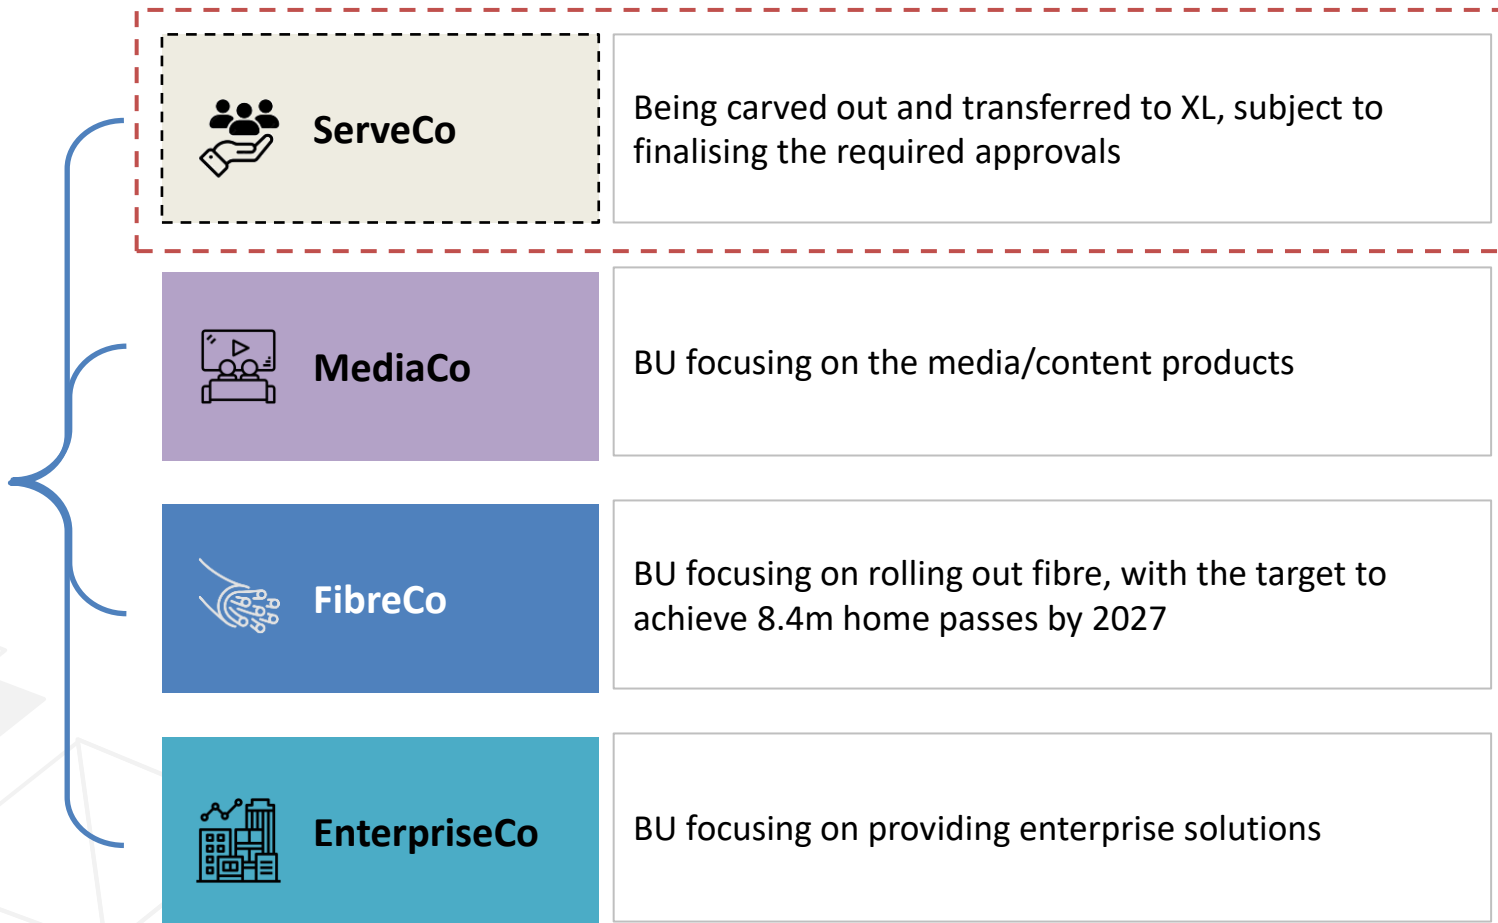 ServeCo
Being carved out and transferred to XL, subject to
finalising the required approvals
MediaCo
BU focusing on the media/content products
FibreCo
BU focusing on rolling out fibre, with the target to
achieve 8.4m home passes by 2027
EnterpriseCo
BU focusing on providing enterprise solutions